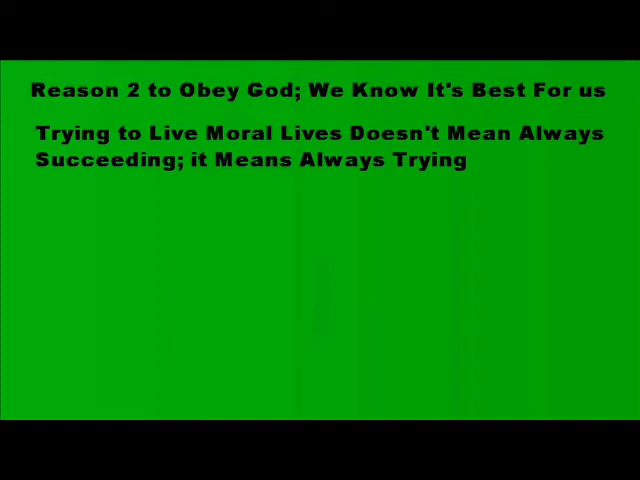 Reason 2 to Obey God; We Know It's Best For us
Trying to Live Moral Lives Doesn't Mean Always
Succeeding; it Means Always Trying